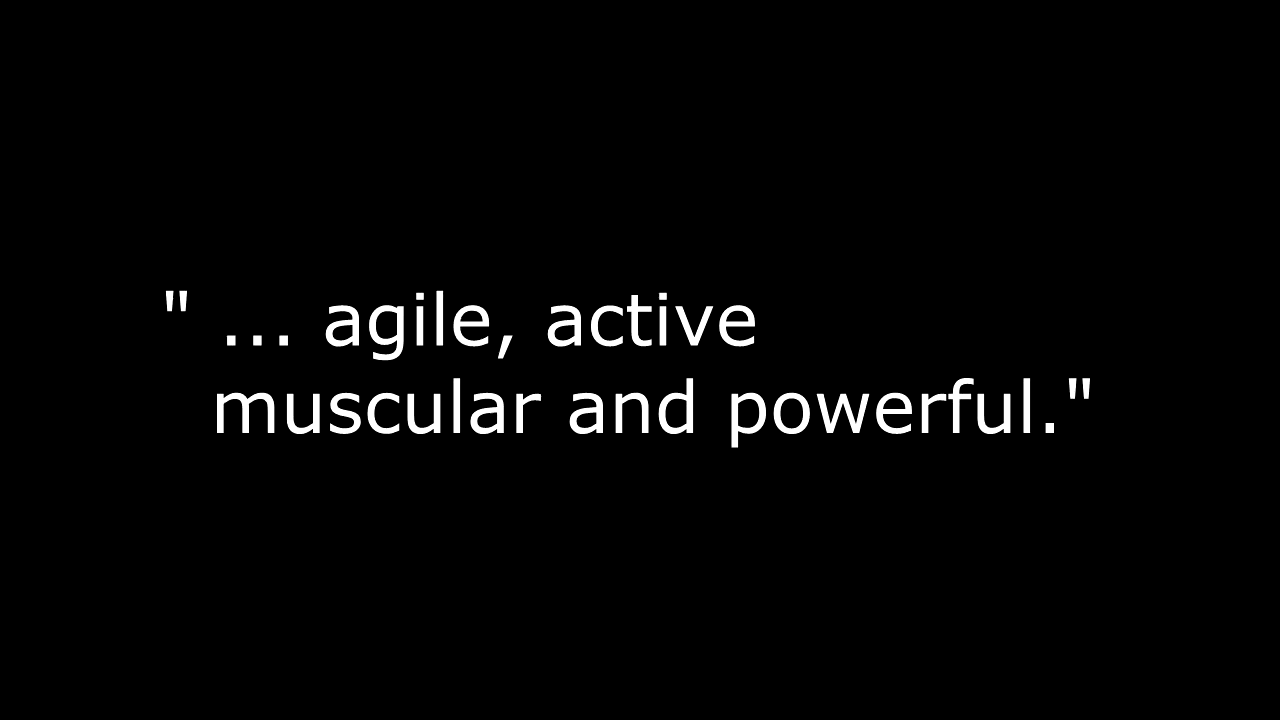 " ... agile, active
muscular and powerful."